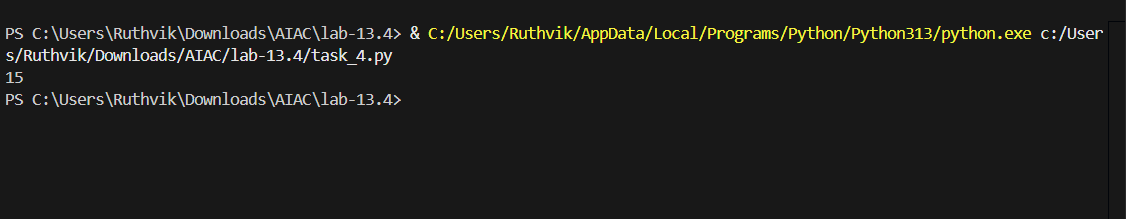 PS C:\Users\Ruthvik\Downloads\AIAC\lab-13.4> & C:/Users/Ruthvik/AppData/Local/Programs/Python/Python313/python.exe c:/User
s/Ruthvik/Downloads/AIAC/lab-13.4/task_4.py
15
PS C:\Users\Ruthvik\Downloads\AIAC\lab-13.4>